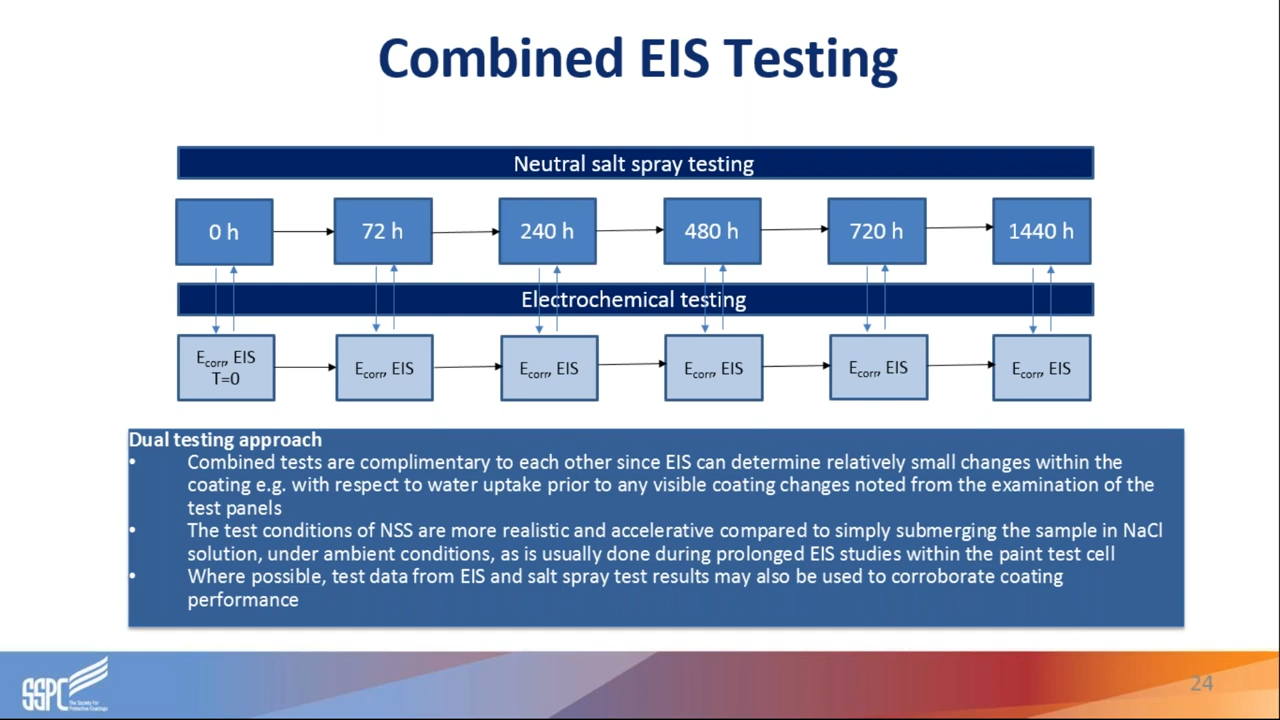 Combined EIS Testing
Neutral salt spray testing
0 h
72 h
240 h
480 h
720 h
1440 h
Electrochemical testing
Ecorr, EIS
T=0
Ecorr, EIS
Ecorr, EIS
Ecorr, EIS
Ecorr, EIS
Ecorr, EIS
Dual testing approach
• Combined tests are complimentary to each other since EIS can determine relatively small changes within the
coating e.g. with respect to water uptake prior to any visible coating changes noted from the examination of the
test panels
• The test conditions of NSS are more realistic and accelerative compared to simply submerging the sample in NaCl
solution, under ambient conditions, as is usually done during prolonged EIS studies within the paint test cell
• Where possible, test data from EIS and salt spray test results may also be used to corroborate coating
performance
SSPC
The Society for
Protective Coatings
24